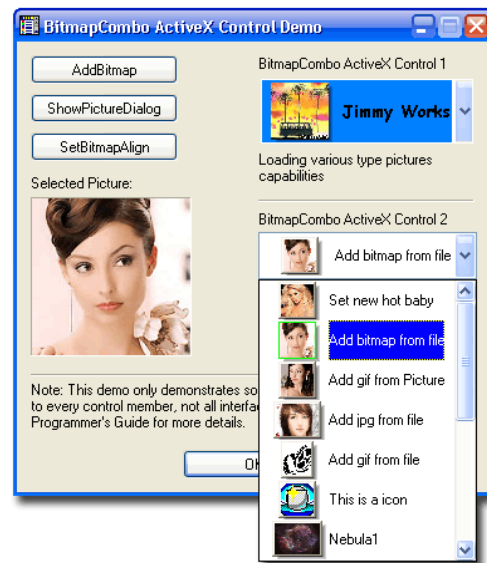 BitmapCombo ActiveX Control Demo
AddBitmap
ShowPictureDialog
SetBitmapAlign
Selected Picture:
BitmapCombo ActiveX Control 1
Jimmy Works
Loading various type pictures
capabilities
BitmapCombo ActiveX Control 2
Add bitmap from file
Set new hot baby
Add bitmap from file
Add gif from Picture
Add jpg from file
Add gif from file
This is a icon
Nebula1
Note: This demo only demonstrates so
to every control member, not all interfa
Programmer's Guide for more details.